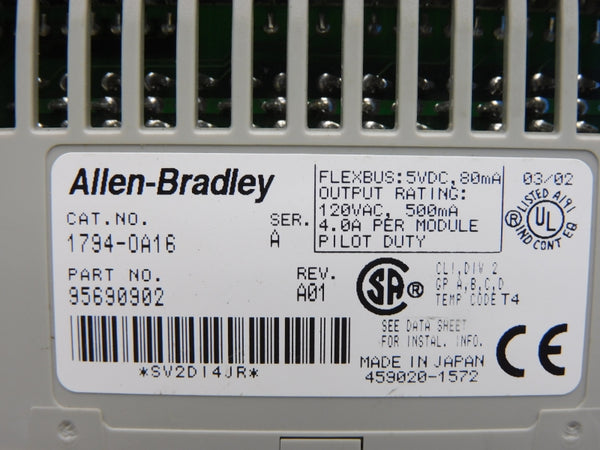 Allen-Bradley
CAT.NO.
SER.
1794-OA16
A
PART NO.
REV.
95690902
A01
*SV2DI4JR*
FLEXBUS:5VDC,80mA
OUTPUT RATING:
120VAC, 500mA
4.0A PER MODULE
PILOT DUTY
03/02
LISTED A191
UL
®
IND CONT EQ
SA ®
CL1,DIV 2
GP A,B,C,D
TEMP CODE T4
SEE DATA SHEET
FOR INSTAL. INFO.
MADE IN JAPAN
459020-1572
CE